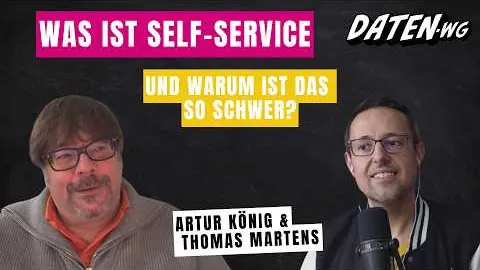 WAS IST SELF-SERVICE
DATEN-WG
UND WARUM IST DAS
SO SCHWER?
ARTUR KÖNIG &
THOMAS MARTENS